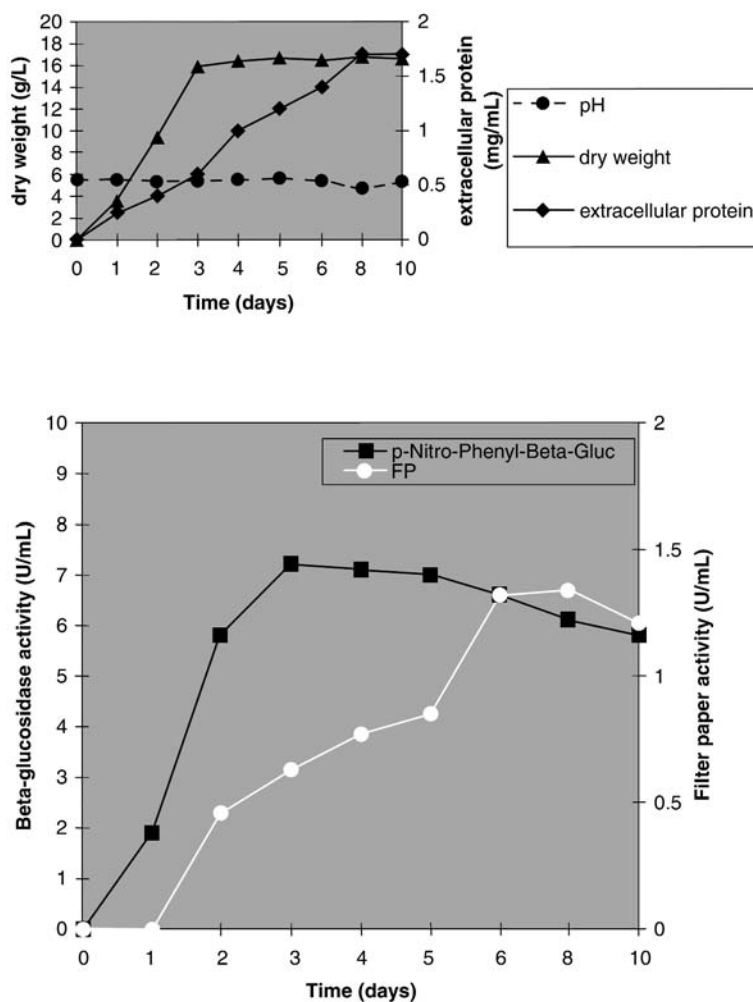 20
18
16
14
12
10
8
6
4
2
0
dry weight (g/L)
2
1.5
1
0.5
0
extracellular protein
(mg/mL)
0 1 2 3 4 5 6 8 10
Time (days)
pH
dry weight
extracellular protein
10
9
8
7
6
5
4
3
2
1
0
Beta-glucosidase activity (U/mL)
p-Nitro-Phenyl-Beta-Gluc
FP
2
1.5
1
0.5
0
Filter paper activity (U/mL)
0 1 2 3 4 5 6 8 10
Time (days)